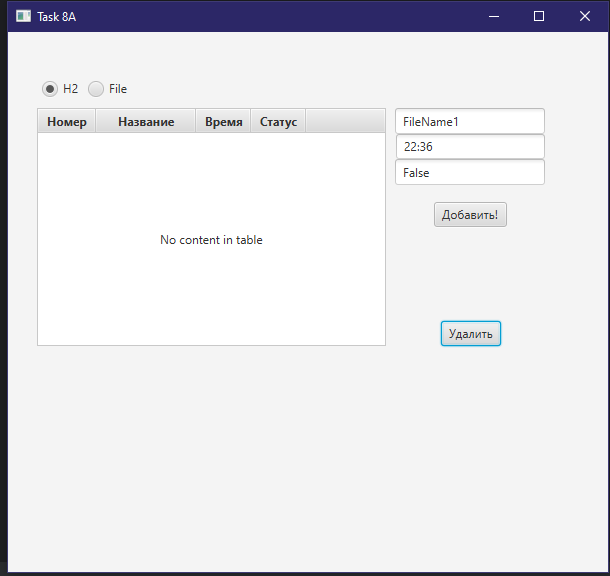 Task 8A
H2 File
Номер Название Время Статус
FileName1
22:36
False
Добавить!
No content in table
Удалить